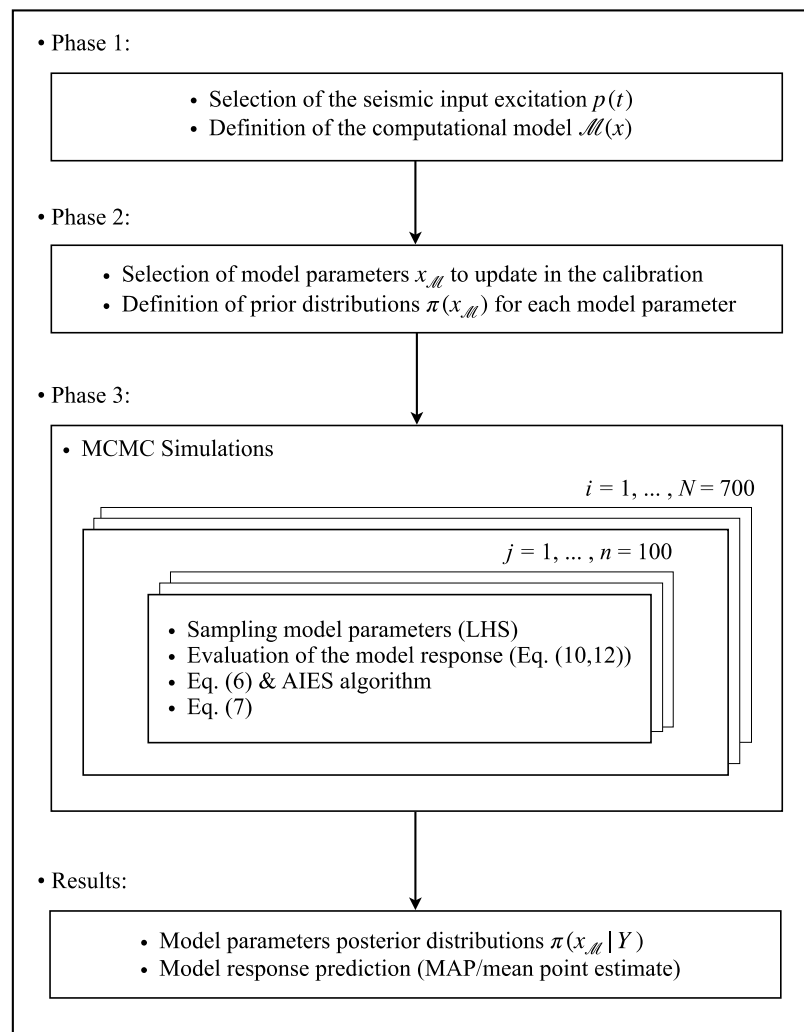 • Phase 1:
• Selection of the seismic input excitation p(t)
• Definition of the computational model ℳ(x)
• Phase 2:
• Selection of model parameters x_ℳ to update in the calibration
• Definition of prior distributions π(x_ℳ) for each model parameter
• Phase 3:
• MCMC Simulations
i = 1, ... , N = 700
j = 1, ... , n = 100
• Sampling model parameters (LHS)
• Evaluation of the model response (Eq. (10,12))
• Eq. (6) & AIES algorithm
• Eq. (7)
• Results:
• Model parameters posterior distributions π(x_ℳ | Y)
• Model response prediction (MAP/mean point estimate)